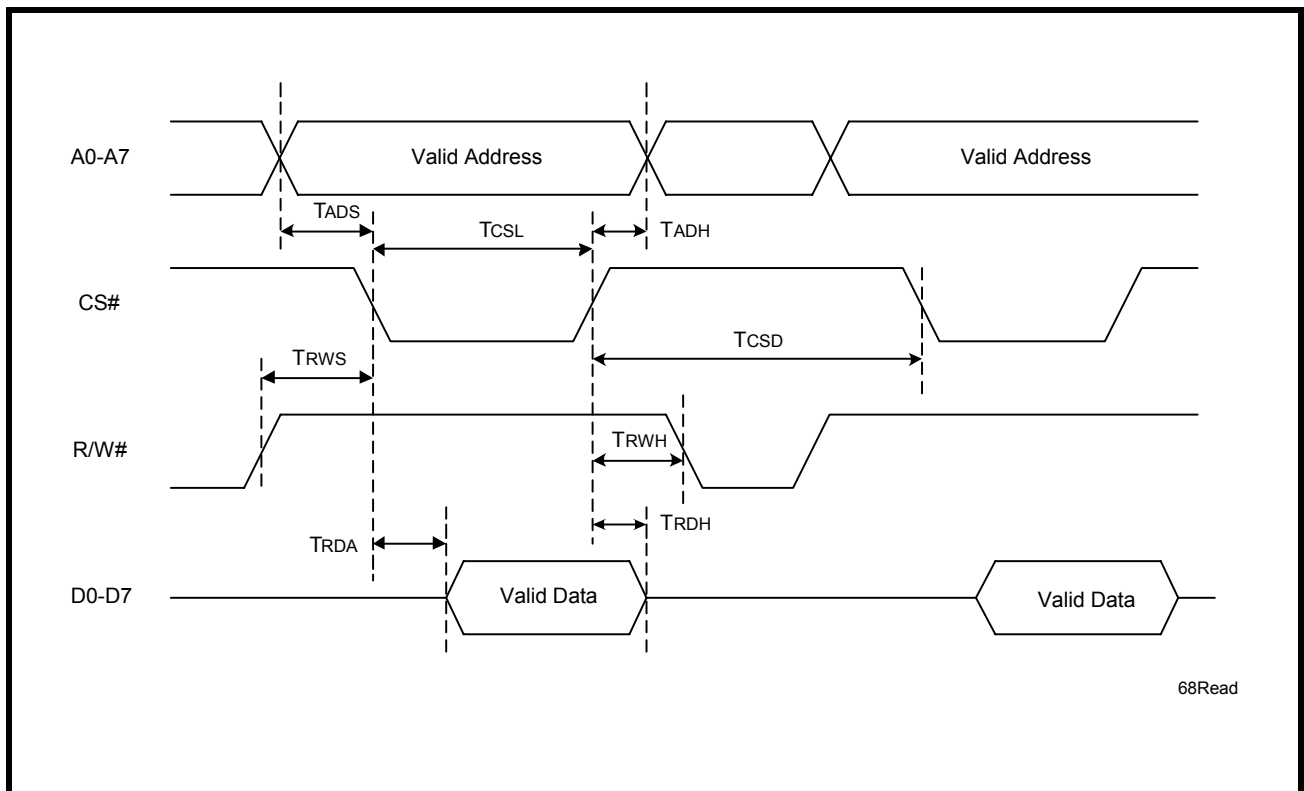 A0-A7
Valid Address
Valid Address
TADS
TCSL
TADH
CS#
TRWS
TCSD
R/W#
TRWH
TRDA
TRDH
D0-D7
Valid Data
Valid Data
68Read